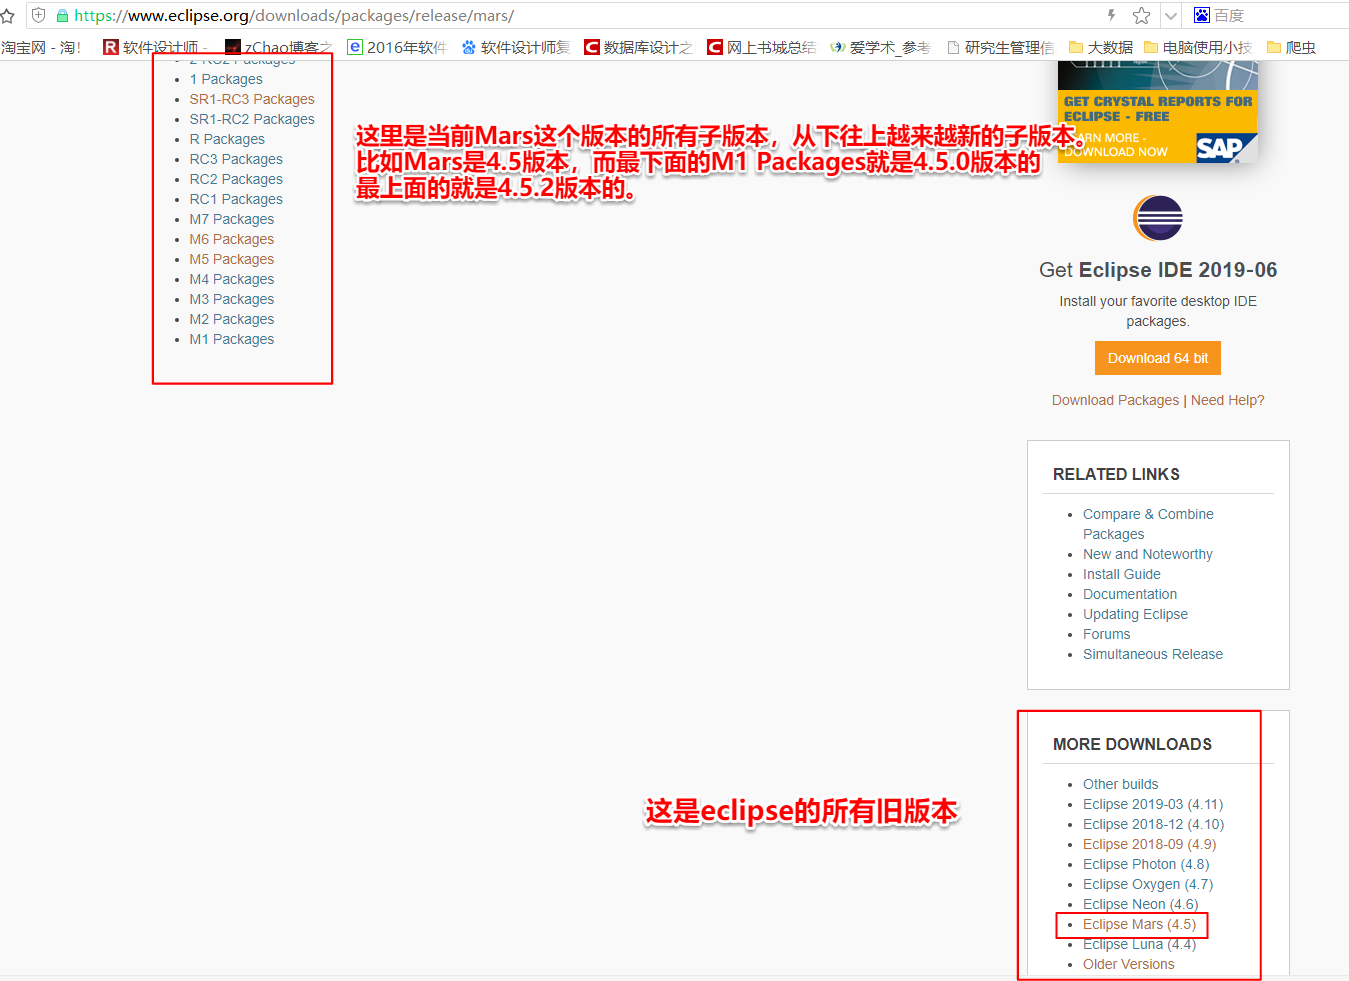 https://www.eclipse.org/downloads/packages/release/mars/
百度
淘宝网 - 淘!
R 软件设计师 -
zChao博客之
e 2016年软件
软件设计师复
C 数据库设计之
C 网上书城总结
爱学术_参考
研究生管理信
大数据
电脑使用小技
爬虫
2 RC2 Packages
1 Packages
SR1-RC3 Packages
SR1-RC2 Packages
R Packages
RC3 Packages
RC2 Packages
RC1 Packages
M7 Packages
M6 Packages
M5 Packages
M4 Packages
M3 Packages
M2 Packages
M1 Packages
这里是当前Mars这个版本的所有子版本，从下往上越来越新的子版本。
比如Mars是4.5版本，而最下面的M1 Packages就是4.5.0版本的
最上面的就是4.5.2版本的。
GET CRYSTAL REPORTS FOR
ECLIPSE - FREE
LEARN MORE -
DOWNLOAD NOW
SAP
Get Eclipse IDE 2019-06
Install your favorite desktop IDE
packages.
Download 64 bit
Download Packages | Need Help?
RELATED LINKS
Compare & Combine
Packages
New and Noteworthy
Install Guide
Documentation
Updating Eclipse
Forums
Simultaneous Release
这是eclipse的所有旧版本
MORE DOWNLOADS
Other builds
Eclipse 2019-03 (4.11)
Eclipse 2018-12 (4.10)
Eclipse 2018-09 (4.9)
Eclipse Photon (4.8)
Eclipse Oxygen (4.7)
Eclipse Neon (4.6)
Eclipse Mars (4.5)
Eclipse Luna (4.4)
Older Versions